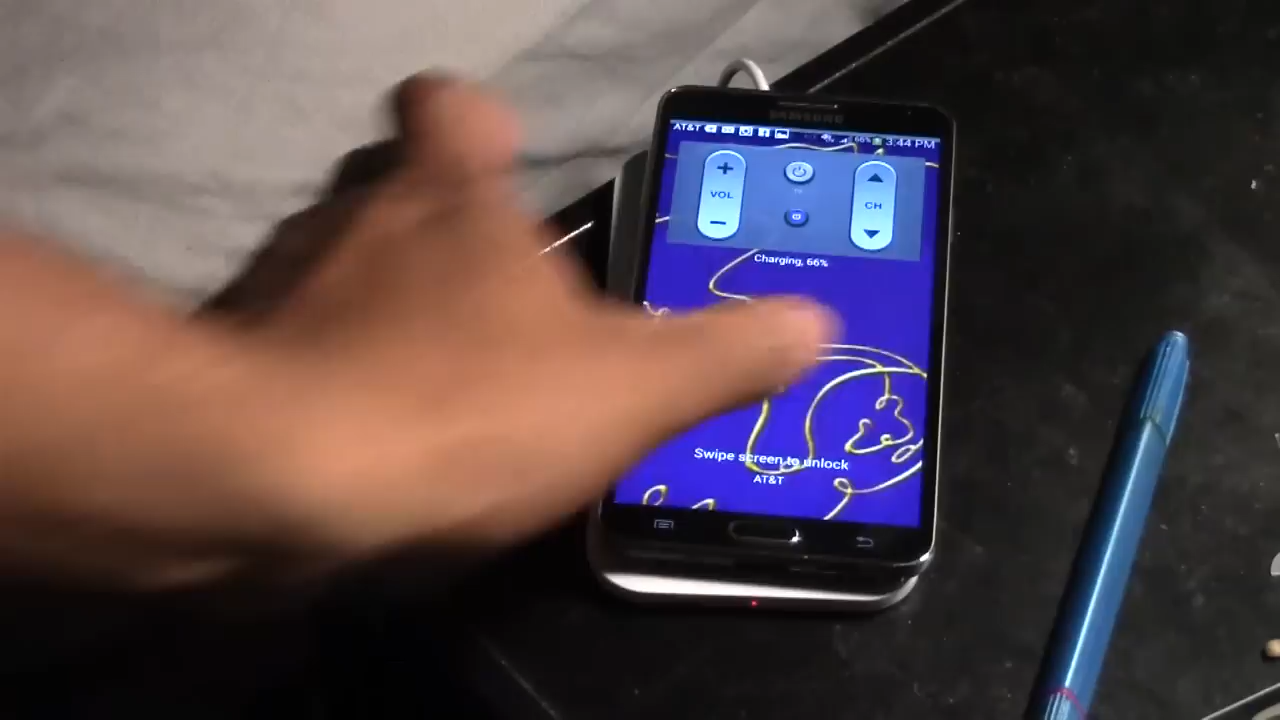 SAMSUNG
AT&T 66% 3:44 PM
+
VOL
-
CH
Charging, 66%
Swipe screen to unlock
AT&T